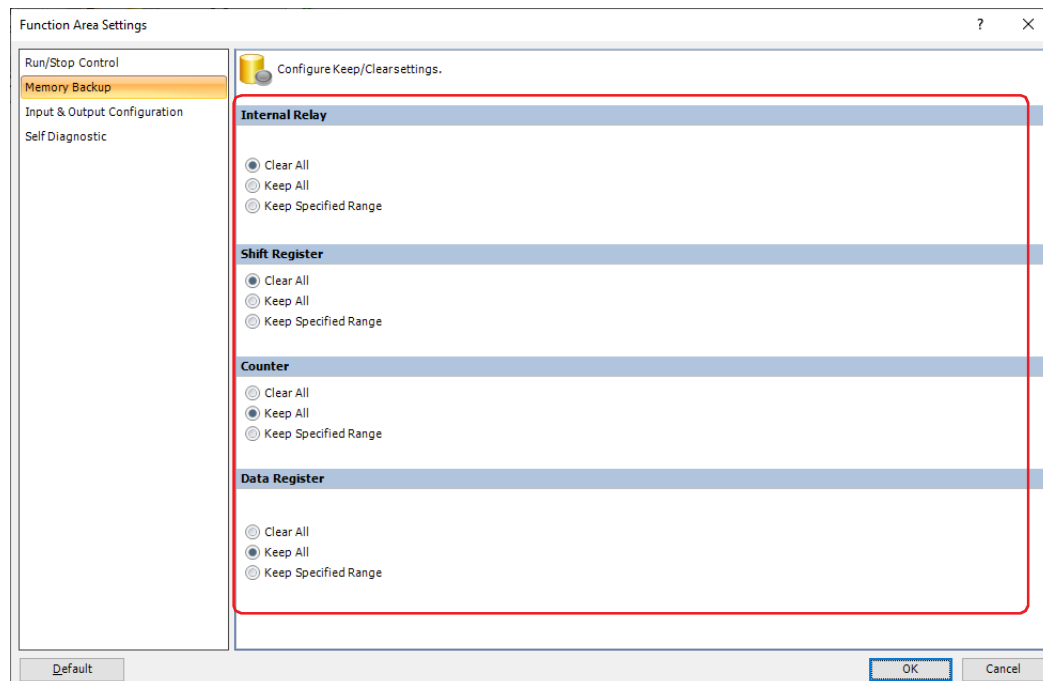 Function Area Settings
?
Run/Stop Control
Memory Backup
Input & Output Configuration
Self Diagnostic
Configure Keep/Clearsettings.
Internal Relay
Clear All
Keep All
Keep Specified Range
Shift Register
Clear All
Keep All
Keep Specified Range
Counter
Clear All
Keep All
Keep Specified Range
Data Register
Clear All
Keep All
Keep Specified Range
Default
OK
Cancel